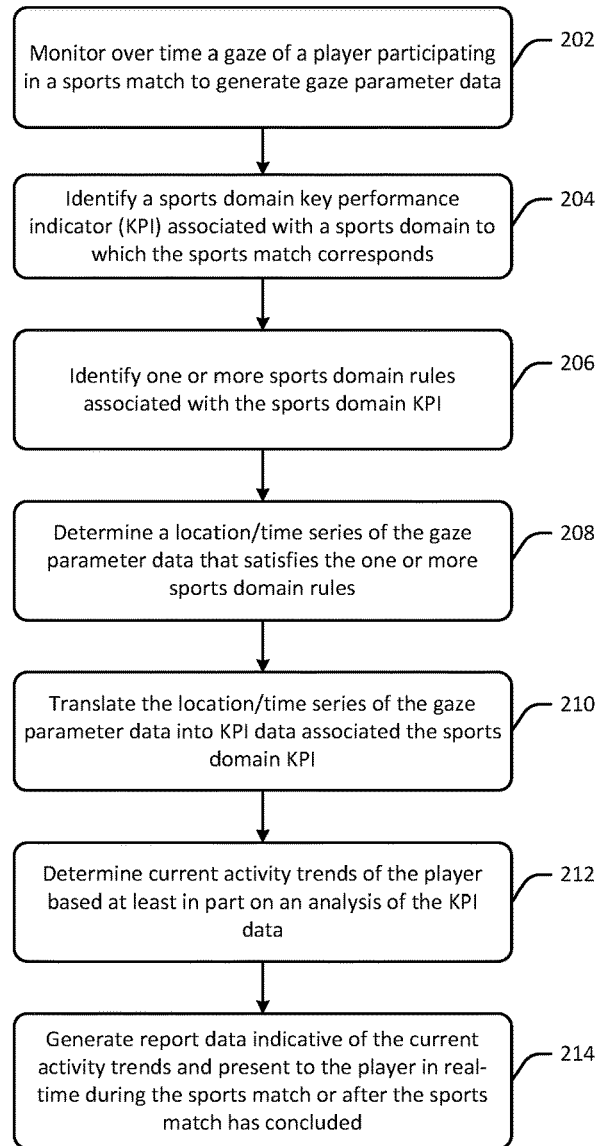 Monitor over time a gaze of a player participating
in a sports match to generate gaze parameter data
202
Identify a sports domain key performance
indicator (KPI) associated with a sports domain to
which the sports match corresponds
204
Identify one or more sports domain rules
associated with the sports domain KPI
206
Determine a location/time series of the gaze
parameter data that satisfies the one or more
sports domain rules
208
Translate the location/time series of the gaze
parameter data into KPI data associated the sports
domain KPI
210
Determine current activity trends of the player
based at least in part on an analysis of the KPI
data
212
Generate report data indicative of the current
activity trends and present to the player in real-
time during the sports match or after the sports
match has concluded
214